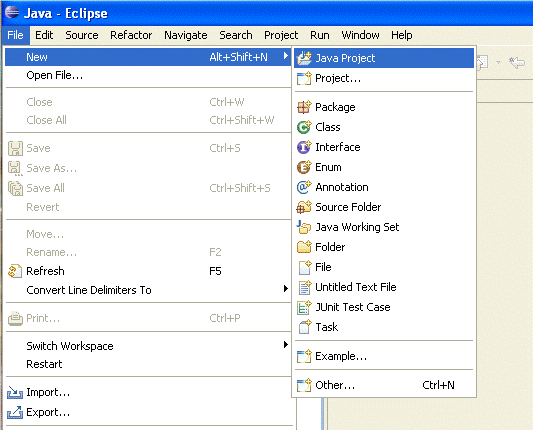 Java - Eclipse
File Edit Source Refactor Navigate Search Project Run Window Help
New Alt+Shift+N
Open File...
Close Ctrl+W
Close All Ctrl+Shift+W
Save Ctrl+S
Save As...
Save All Ctrl+Shift+S
Revert
Move...
Rename... F2
Refresh F5
Convert Line Delimiters To
Print... Ctrl+P
Switch Workspace
Restart
Import...
Export...
Java Project
Project...
Package
Class
Interface
Enum
Annotation
Source Folder
Java Working Set
Folder
File
Untitled Text File
JUnit Test Case
Task
Example...
Other... Ctrl+N